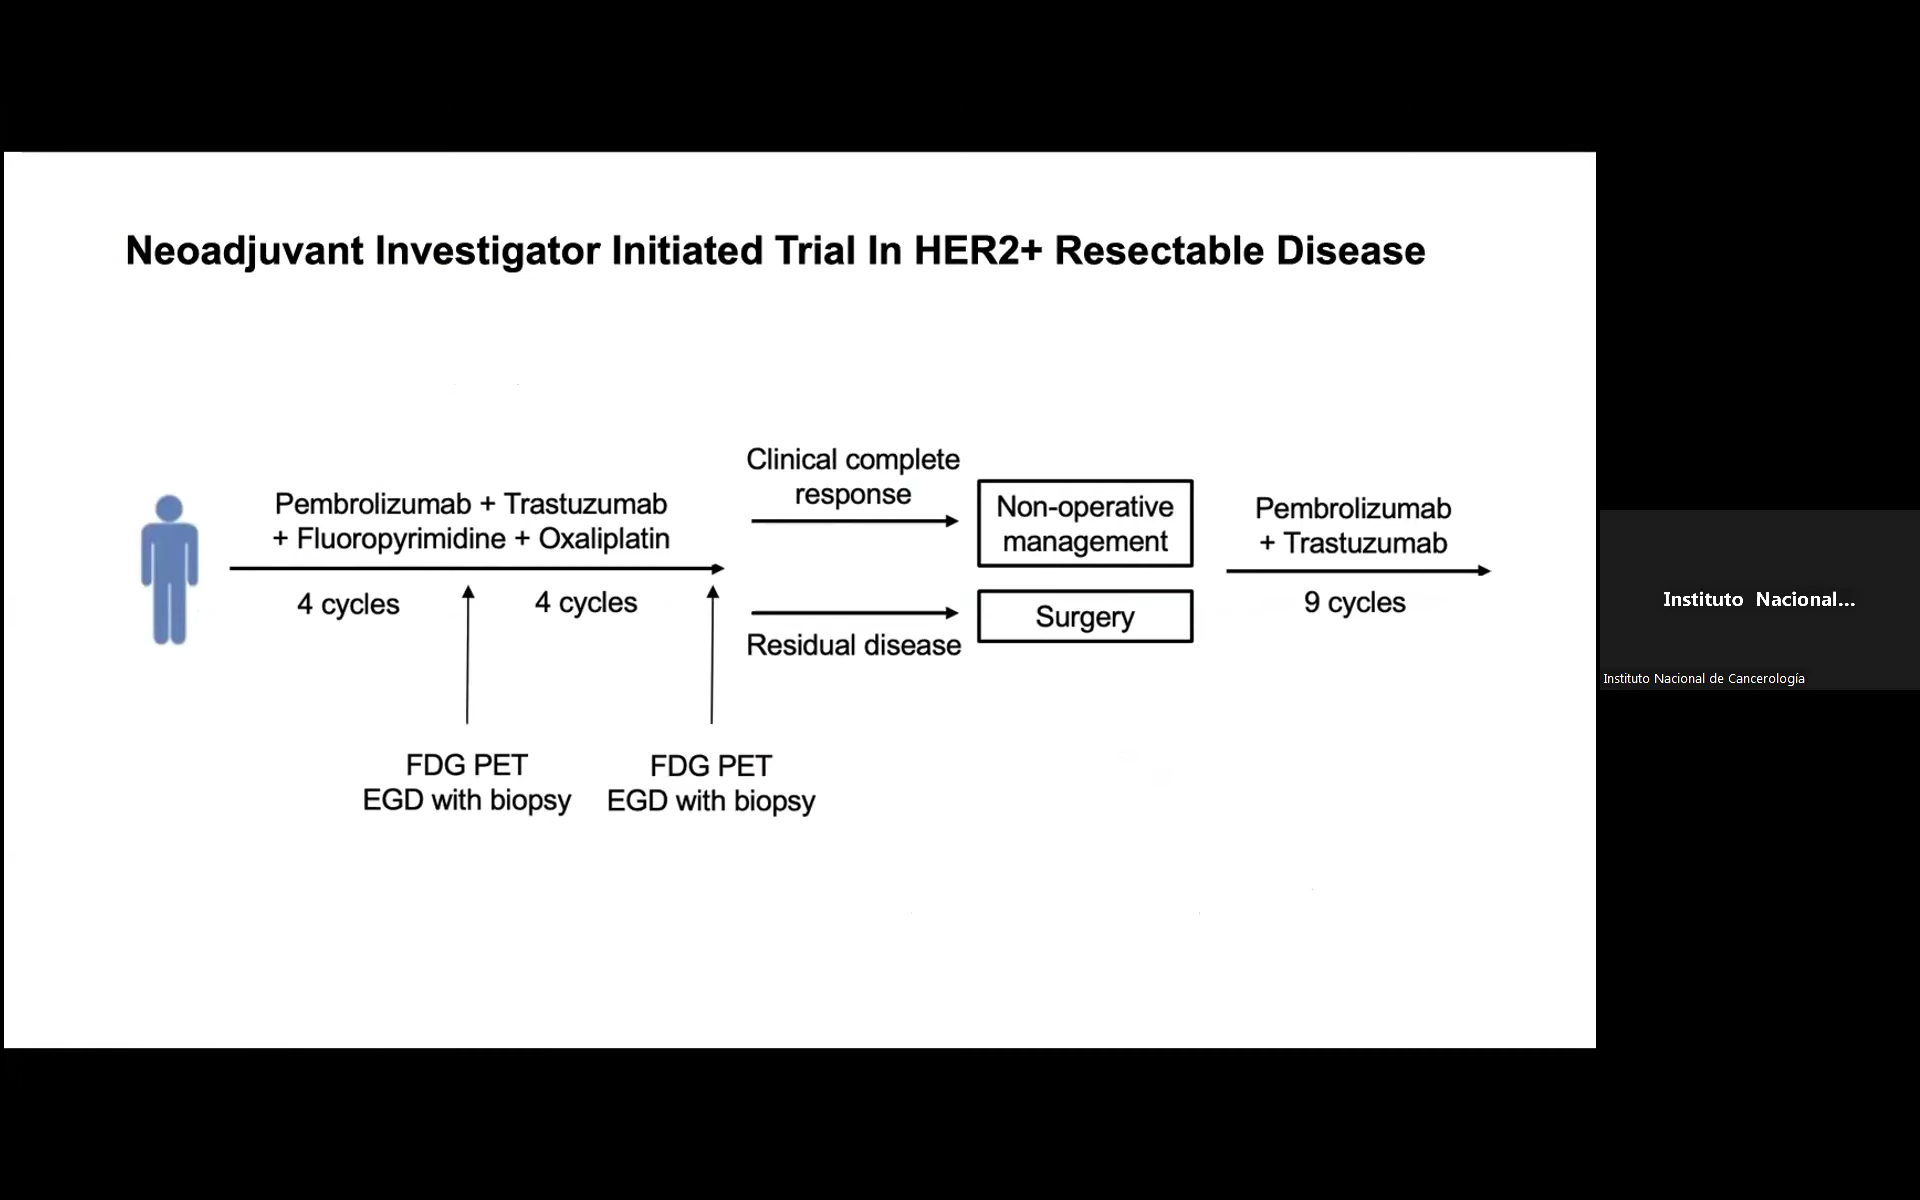 Neoadjuvant Investigator Initiated Trial In HER2+ Resectable Disease
Pembrolizumab + Trastuzumab
+ Fluoropyrimidine + Oxaliplatin
4 cycles
4 cycles
FDG PET
EGD with biopsy
FDG PET
EGD with biopsy
Clinical complete
response
Residual disease
Non-operative
management
Surgery
Pembrolizumab
+ Trastuzumab
9 cycles
Instituto Nacional...
Instituto Nacional de Cancerología